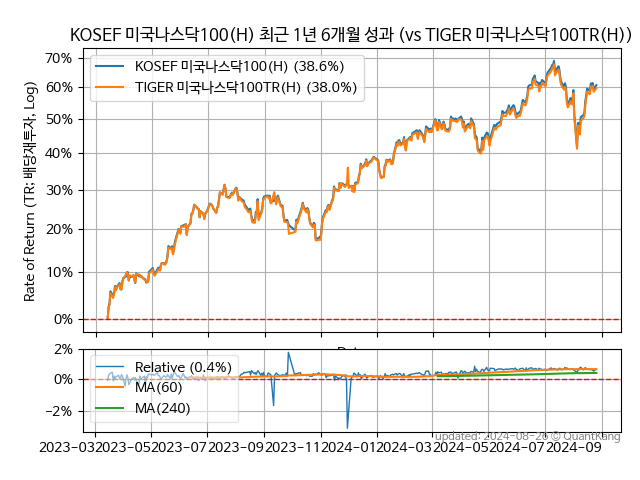 KOSEF 미국나스닥100(H) 최근 1년 6개월 성과 (vs TIGER 미국나스닥100TR(H))
Rate of Return (TR: 배당재투자, Log)
70%
60%
50%
40%
30%
20%
10%
0%
KOSEF 미국나스닥100(H) (38.6%)
TIGER 미국나스닥100TR(H) (38.0%)
2%
0%
−2%
Relative (0.4%)
MA(60)
MA(240)
updated: 2024-08-26 © QuantKang
2023-03 2023-05 2023-07 2023-09 2023-11 2024-01 2024-03 2024-05 2024-07 2024-09